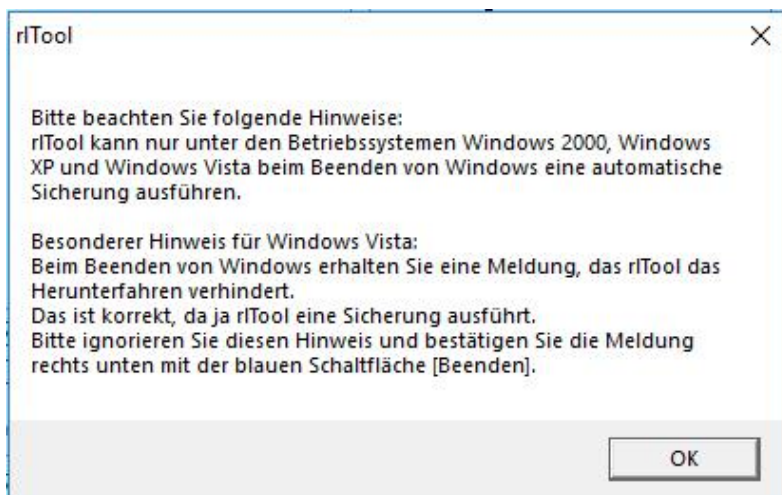 rlTool
Bitte beachten Sie folgende Hinweise:
rlTool kann nur unter den Betriebssystemen Windows 2000, Windows
XP und Windows Vista beim Beenden von Windows eine automatische
Sicherung ausführen.
Besonderer Hinweis für Windows Vista:
Beim Beenden von Windows erhalten Sie eine Meldung, das rlTool das
Herunterfahren verhindert.
Das ist korrekt, da ja rlTool eine Sicherung ausführt.
Bitte ignorieren Sie diesen Hinweis und bestätigen Sie die Meldung
rechts unten mit der blauen Schaltfläche [Beenden].
OK